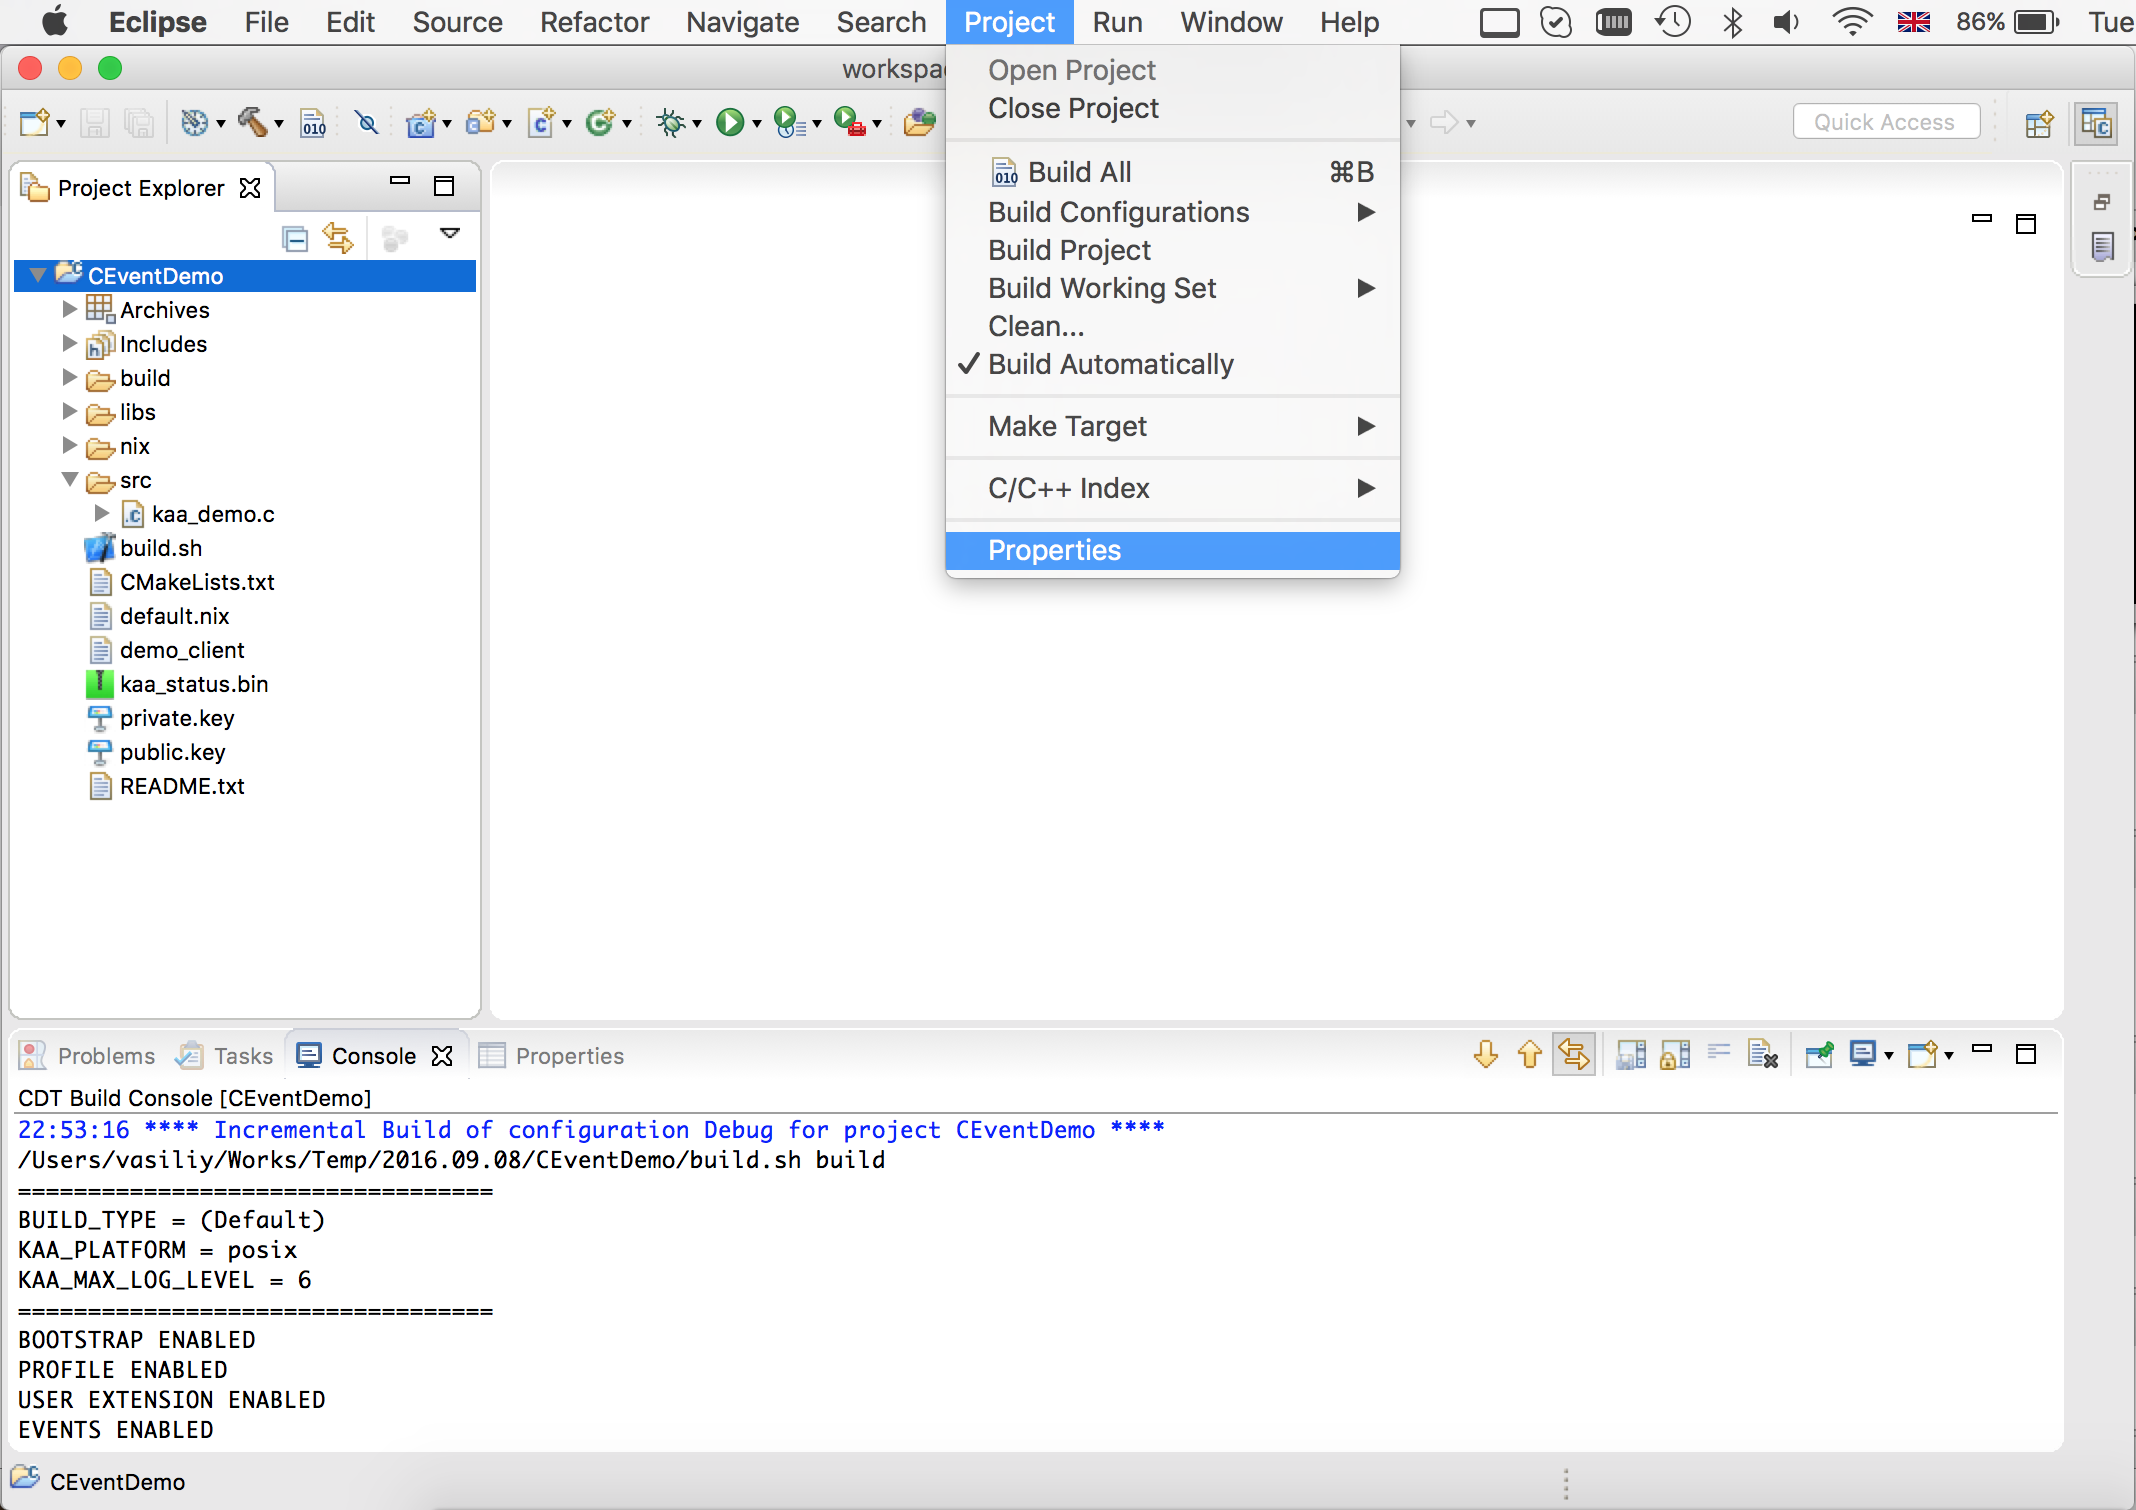 Eclipse File Edit Source Refactor Navigate Search Project Run Window Help 86% Tue
Open Project
Close Project
010 Build All ⌘B
Build Configurations
Build Project
Build Working Set
Clean...
✓ Build Automatically
Make Target
C/C++ Index
Properties
Quick Access
Project Explorer
CEventDemo
Archives
Includes
build
libs
nix
src
kaa_demo.c
build.sh
CMakeLists.txt
default.nix
demo_client
kaa_status.bin
private.key
public.key
README.txt
Problems Tasks Console Properties
CDT Build Console [CEventDemo]
22:53:16 **** Incremental Build of configuration Debug for project CEventDemo ****
/Users/vasiliy/Works/Temp/2016.09.08/CEventDemo/build.sh build
==================================
BUILD_TYPE = (Default)
KAA_PLATFORM = posix
KAA_MAX_LOG_LEVEL = 6
==================================
BOOTSTRAP ENABLED
PROFILE ENABLED
USER EXTENSION ENABLED
EVENTS ENABLED
CEventDemo